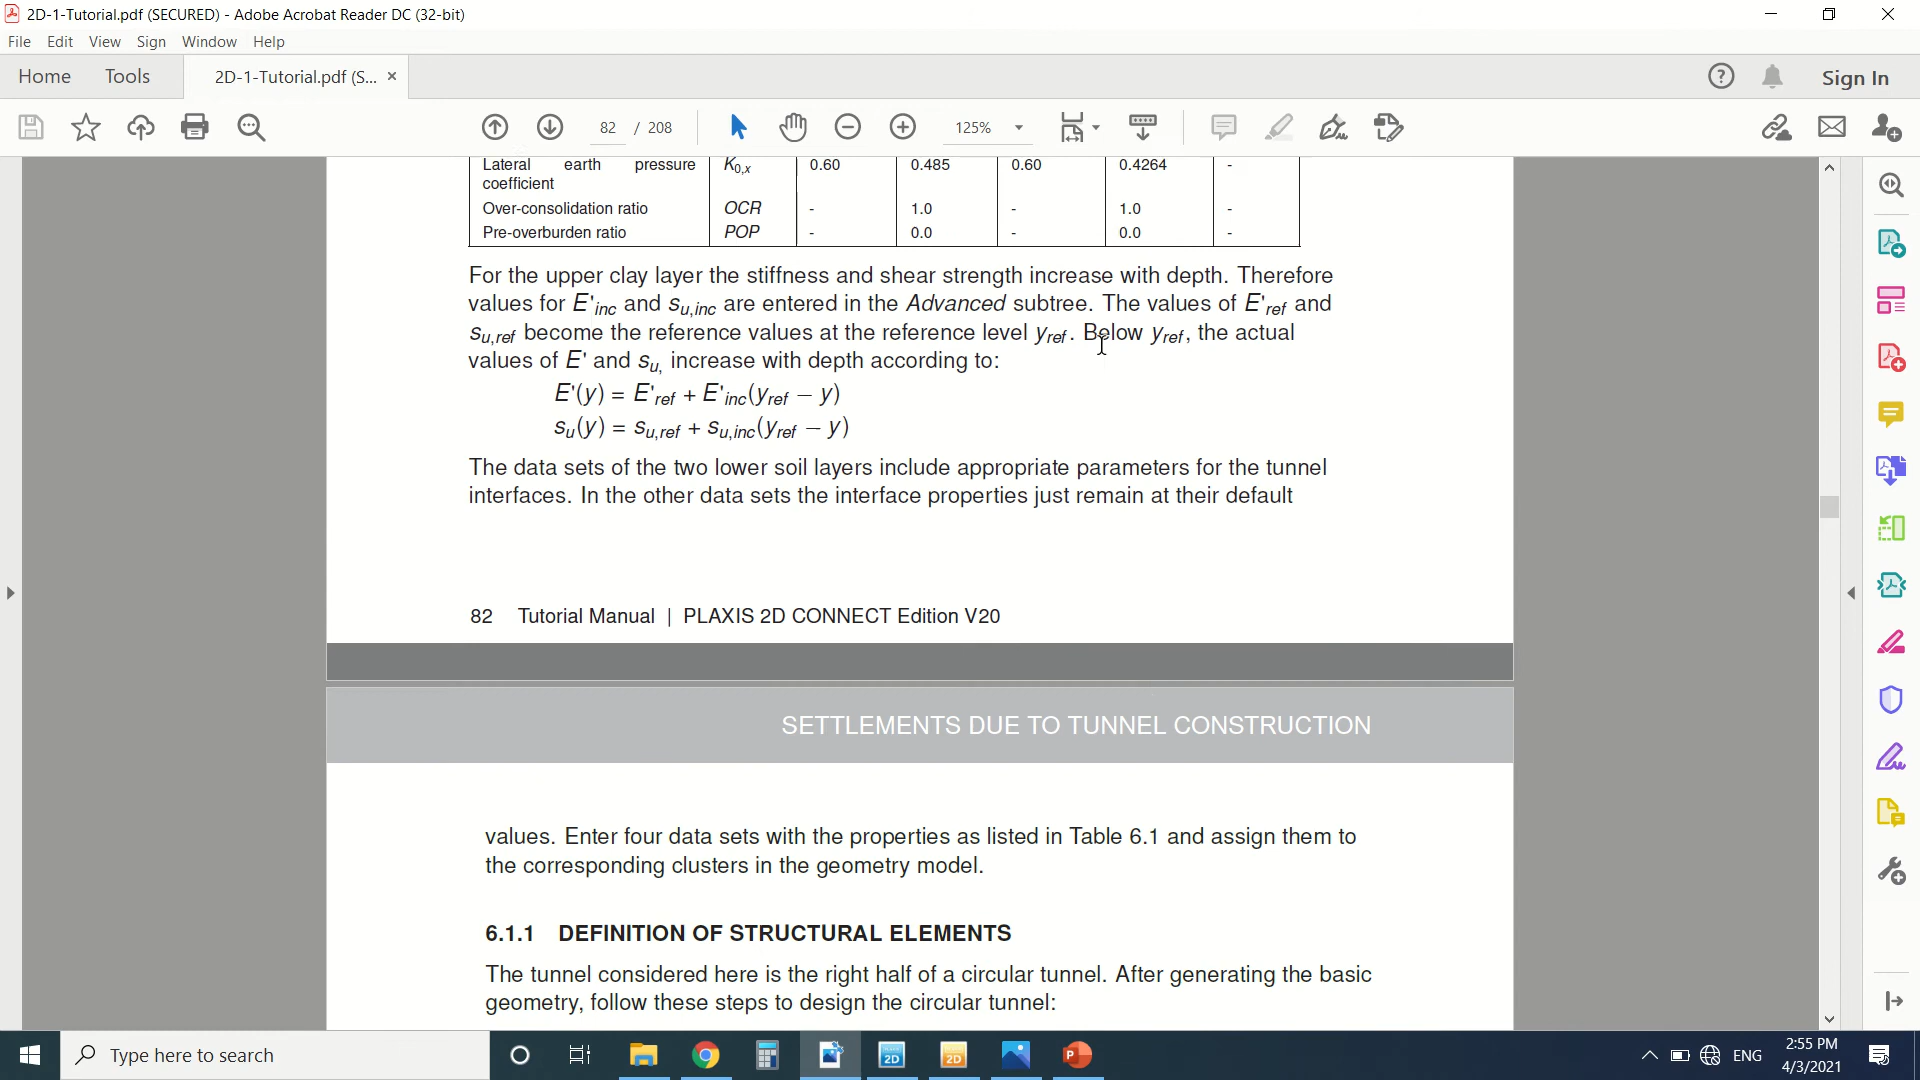 2D-1-Tutorial.pdf (SECURED) - Adobe Acrobat Reader DC (32-bit)
File Edit View Sign Window Help
Home Tools 2D-1-Tutorial.pdf (S... × Sign In
82 / 208 125%
Lateral earth pressure coefficient K0,x 0.60 0.485 0.60 0.4264 -
Over-consolidation ratio OCR - 1.0 - 1.0 -
Pre-overburden ratio POP - 0.0 - 0.0 -
For the upper clay layer the stiffness and shear strength increase with depth. Therefore
values for E'inc and su,inc are entered in the Advanced subtree. The values of E'ref and
su,ref become the reference values at the reference level yref. Below yref, the actual
values of E' and su, increase with depth according to:
E'(y) = E'ref + E'inc(yref − y)
su(y) = su,ref + su,inc(yref − y)
The data sets of the two lower soil layers include appropriate parameters for the tunnel
interfaces. In the other data sets the interface properties just remain at their default
82 Tutorial Manual | PLAXIS 2D CONNECT Edition V20
SETTLEMENTS DUE TO TUNNEL CONSTRUCTION
values. Enter four data sets with the properties as listed in Table 6.1 and assign them to
the corresponding clusters in the geometry model.
6.1.1 DEFINITION OF STRUCTURAL ELEMENTS
The tunnel considered here is the right half of a circular tunnel. After generating the basic
geometry, follow these steps to design the circular tunnel:
Type here to search
2D
2D
P
ENG
2:55 PM
4/3/2021